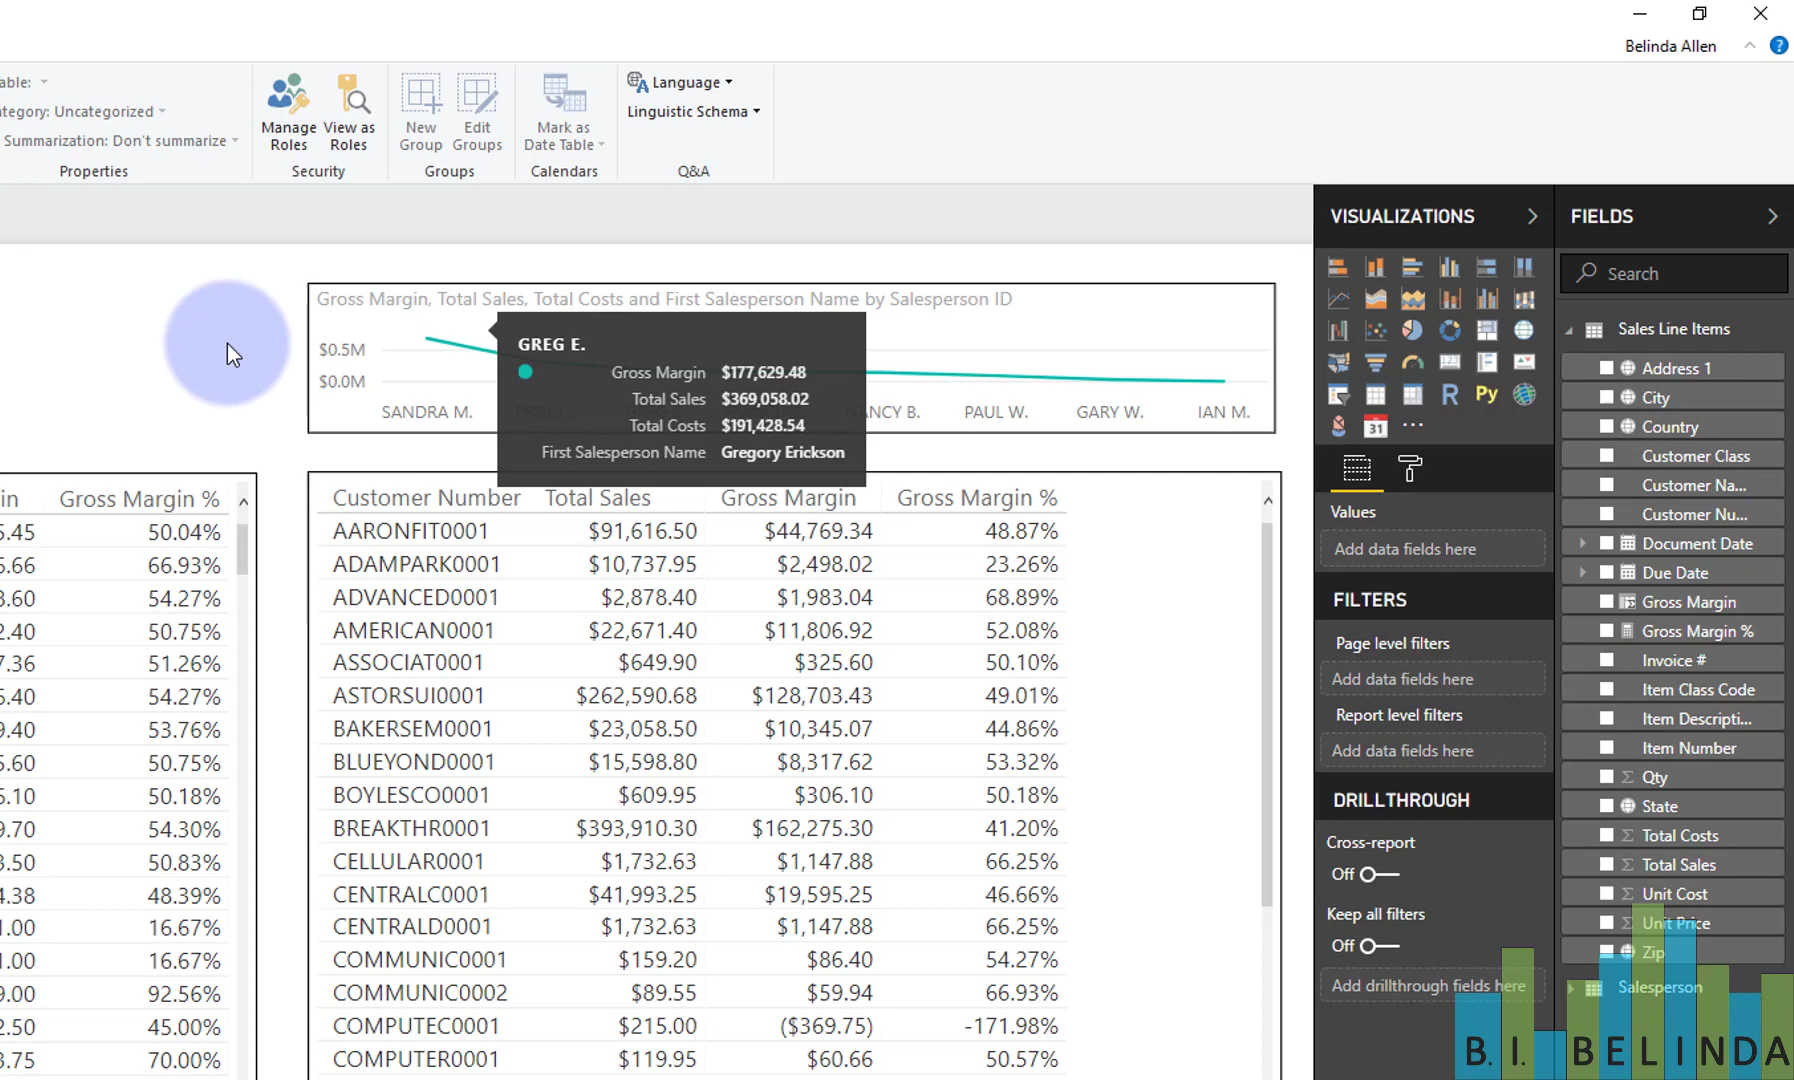 Belinda Allen
able:
ategory: Uncategorized
Summarization: Don't summarize
Properties
Manage Roles
View as Roles
Security
New Group
Edit Groups
Groups
Mark as Date Table
Calendars
Language
Linguistic Schema
Q&A
Gross Margin, Total Sales, Total Costs and First Salesperson Name by Salesperson ID
$0.5M
$0.0M
SANDRA M.
NANCY B.
PAUL W.
GARY W.
IAN M.
GREG E.
Gross Margin $177,629.48
Total Sales $369,058.02
Total Costs $191,428.54
First Salesperson Name Gregory Erickson
in Gross Margin %
5.45 50.04%
5.66 66.93%
3.60 54.27%
2.40 50.75%
7.36 51.26%
5.40 54.27%
9.40 53.76%
5.60 50.75%
5.10 50.18%
9.70 54.30%
3.50 50.83%
4.38 48.39%
1.00 16.67%
1.00 16.67%
9.00 92.56%
2.50 45.00%
3.75 70.00%
Customer Number Total Sales Gross Margin Gross Margin %
AARONFIT0001 $91,616.50 $44,769.34 48.87%
ADAMPARK0001 $10,737.95 $2,498.02 23.26%
ADVANCED0001 $2,878.40 $1,983.04 68.89%
AMERICAN0001 $22,671.40 $11,806.92 52.08%
ASSOCIAT0001 $649.90 $325.60 50.10%
ASTORSUI0001 $262,590.68 $128,703.43 49.01%
BAKERSEM0001 $23,058.50 $10,345.07 44.86%
BLUEYOND0001 $15,598.80 $8,317.62 53.32%
BOYLESCO0001 $609.95 $306.10 50.18%
BREAKTHR0001 $393,910.30 $162,275.30 41.20%
CELLULAR0001 $1,732.63 $1,147.88 66.25%
CENTRALC0001 $41,993.25 $19,595.25 46.66%
CENTRALD0001 $1,732.63 $1,147.88 66.25%
COMMUNIC0001 $159.20 $86.40 54.27%
COMMUNIC0002 $89.55 $59.94 66.93%
COMPUTEC0001 $215.00 ($369.75) -171.98%
COMPUTER0001 $119.95 $60.66 50.57%
VISUALIZATIONS
R
Py
31
Values
Add data fields here
FILTERS
Page level filters
Add data fields here
Report level filters
Add data fields here
DRILLTHROUGH
Cross-report
Off
Keep all filters
Off
Add drillthrough fields here
FIELDS
Search
Sales Line Items
Address 1
City
Country
Customer Class
Customer Na...
Customer Nu...
Document Date
Due Date
Gross Margin
Gross Margin %
Invoice #
Item Class Code
Item Descripti...
Item Number
Qty
State
Total Costs
Total Sales
Unit Cost
Unit Price
Zip
Salesperson
B. I. BELINDA